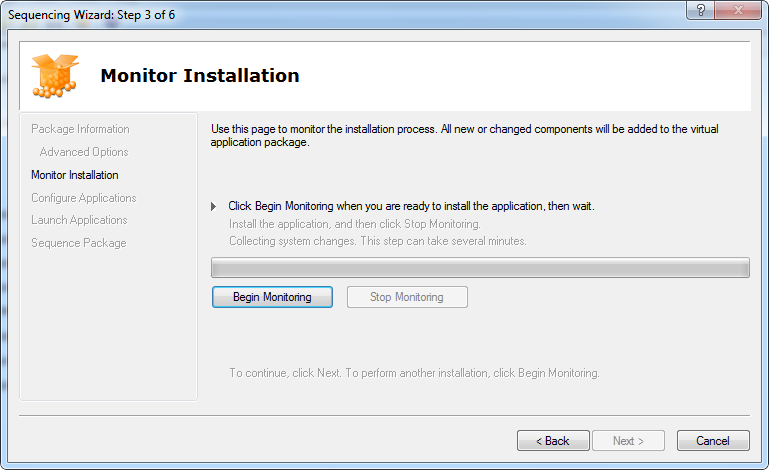 Sequencing Wizard: Step 3 of 6
?
Monitor Installation
Package Information
Advanced Options
Monitor Installation
Configure Applications
Launch Applications
Sequence Package
Use this page to monitor the installation process. All new or changed components will be added to the virtual
application package.
Click Begin Monitoring when you are ready to install the application, then wait.
Install the application, and then click Stop Monitoring.
Collecting system changes. This step can take several minutes.
Begin Monitoring
Stop Monitoring
To continue, click Next. To perform another installation, click Begin Monitoring.
< Back
Next >
Cancel